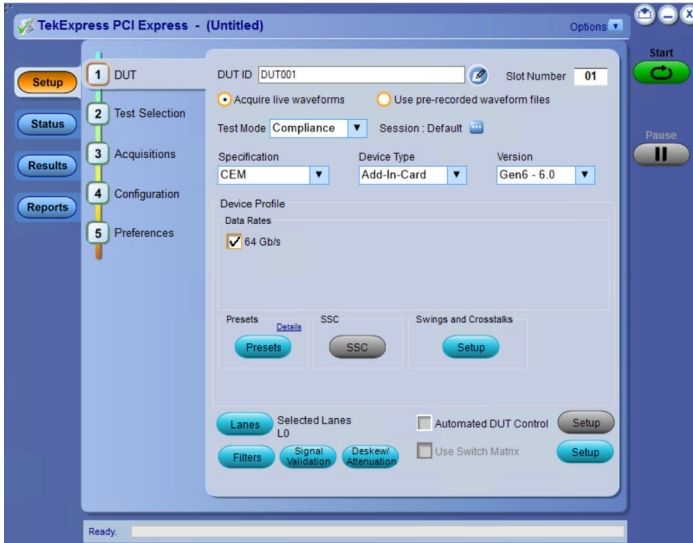 TekExpress PCI Express - (Untitled)
Options
Start
Pause
Setup
Status
Results
Reports
1 DUT
2 Test Selection
3 Acquisitions
4 Configuration
5 Preferences
DUT ID DUT001 Slot Number 01
Acquire live waveforms Use pre-recorded waveform files
Test Mode Compliance Session : Default
Specification Device Type Version
CEM Add-In-Card Gen6 - 6.0
Device Profile
Data Rates
64 Gb/s
Presets Details SSC Swings and Crosstalks
Presets SSC Setup
Lanes Selected Lanes Automated DUT Control Setup
L0
Filters Signal Validation Deskew/ Attenuation Use Switch Matrix Setup
Ready.